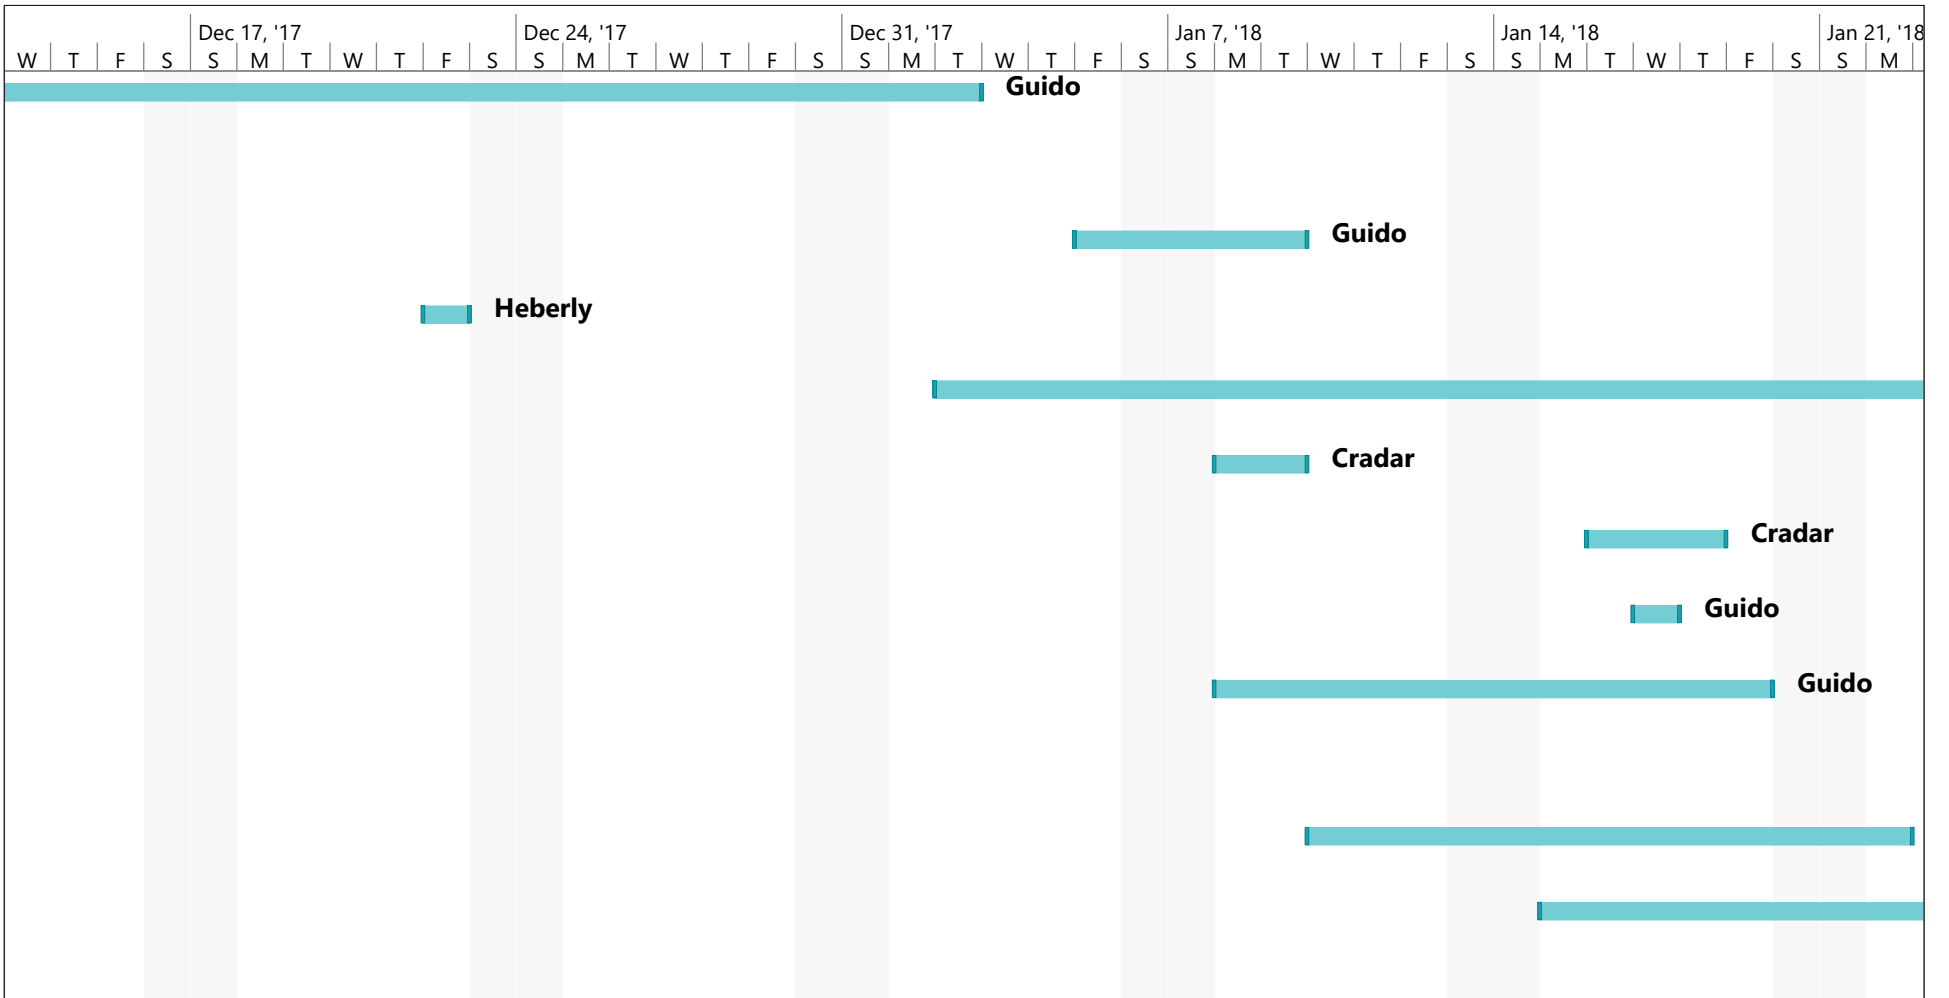 Dec 17, '17 Dec 24, '17 Dec 31, '17 Jan 7, '18 Jan 14, '18 Jan 21, '18
W T F S S M T W T F S S M T W T F S S M T W T F S S M T W T F S S M T W T F S S M
Guido
Guido
Heberly
Cradar
Cradar
Guido
Guido